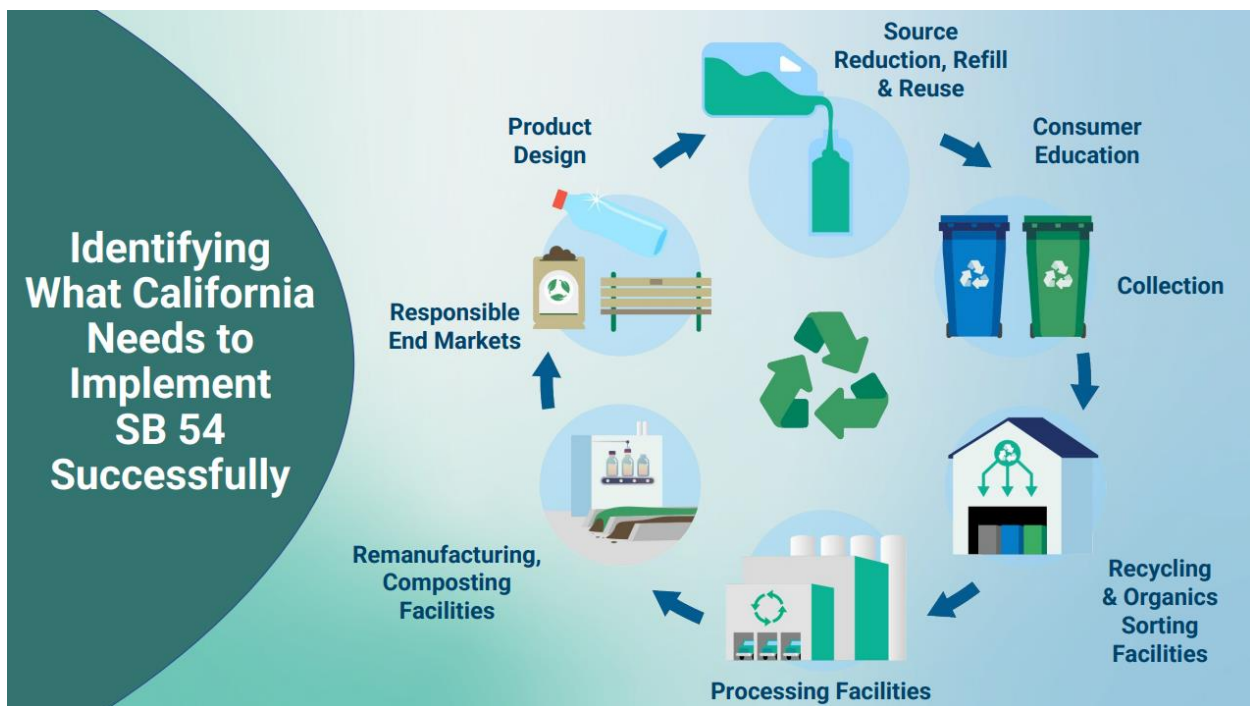 Identifying
What California
Needs to
Implement
SB 54
Successfully
Source
Reduction, Refill
& Reuse
Consumer
Education
Collection
Recycling
& Organics
Sorting
Facilities
Processing Facilities
Remanufacturing,
Composting
Facilities
Responsible
End Markets
Product
Design